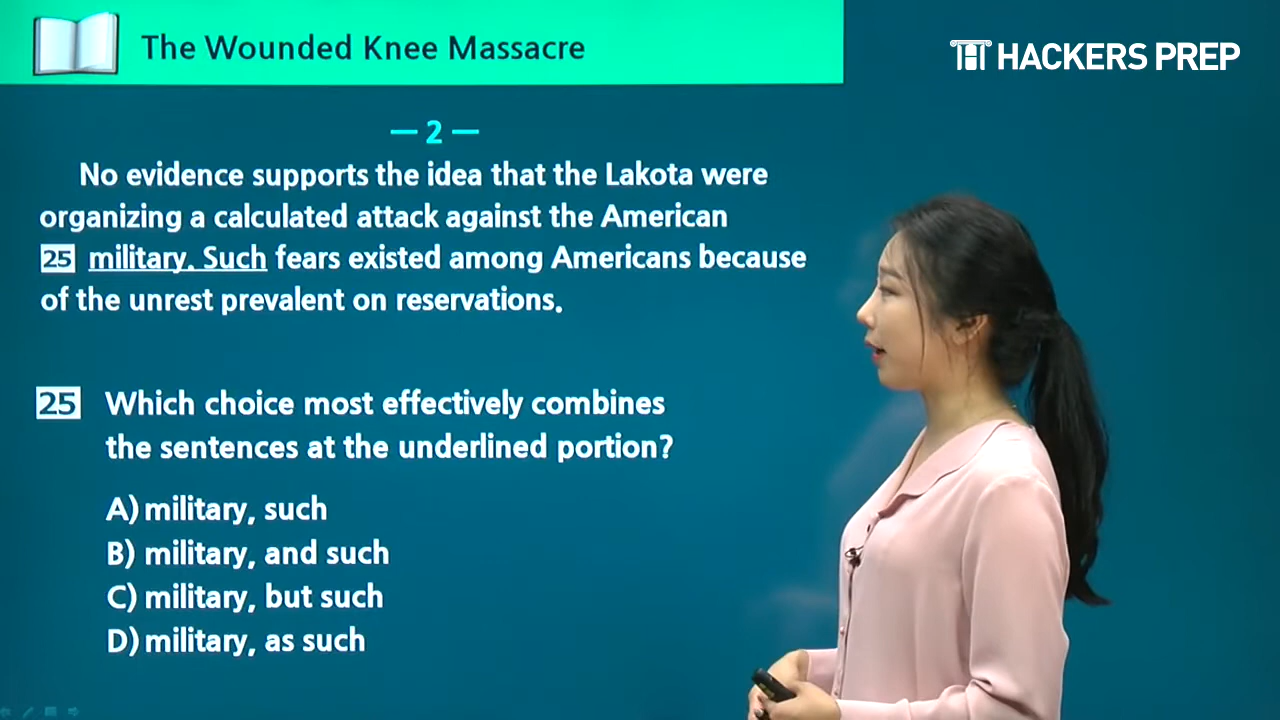 The Wounded Knee Massacre
HACKERS PREP
— 2 —
No evidence supports the idea that the Lakota were
organizing a calculated attack against the American
25 military. Such fears existed among Americans because
of the unrest prevalent on reservations.
25 Which choice most effectively combines
the sentences at the underlined portion?
A) military, such
B) military, and such
C) military, but such
D) military, as such